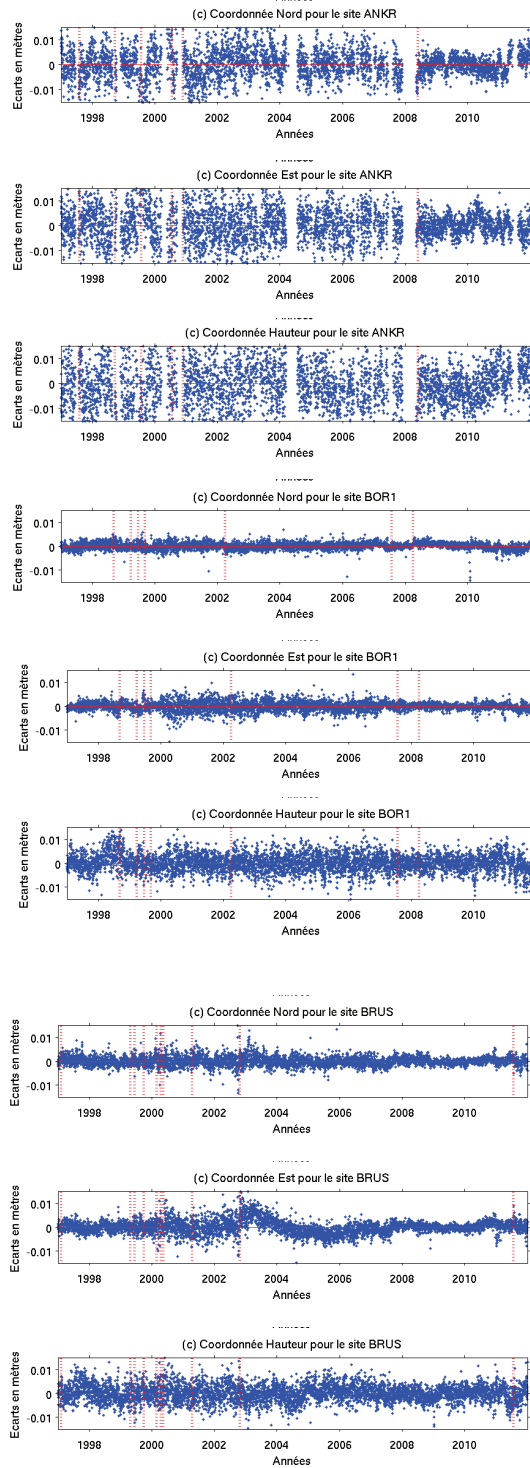 (c) Coordonnée Nord pour le site ANKR
Ecarts en mètres
0.01
0
-0.01
1998 2000 2002 2004 2006 2008 2010
Années
(c) Coordonnée Est pour le site ANKR
Ecarts en mètres
0.01
0
-0.01
1998 2000 2002 2004 2006 2008 2010
Années
(c) Coordonnée Hauteur pour le site ANKR
Ecarts en mètres
0.01
0
-0.01
1998 2000 2002 2004 2006 2008 2010
Années
(c) Coordonnée Nord pour le site BOR1
Ecarts en mètres
0.01
0
-0.01
1998 2000 2002 2004 2006 2008 2010
Années
(c) Coordonnée Est pour le site BOR1
Ecarts en mètres
0.01
0
-0.01
1998 2000 2002 2004 2006 2008 2010
Années
(c) Coordonnée Hauteur pour le site BOR1
Ecarts en mètres
0.01
0
-0.01
1998 2000 2002 2004 2006 2008 2010
Années
(c) Coordonnée Nord pour le site BRUS
Ecarts en mètres
0.01
0
-0.01
1998 2000 2002 2004 2006 2008 2010
Années
(c) Coordonnée Est pour le site BRUS
Ecarts en mètres
0.01
0
-0.01
1998 2000 2002 2004 2006 2008 2010
Années
(c) Coordonnée Hauteur pour le site BRUS
Ecarts en mètres
0.01
0
-0.01
1998 2000 2002 2004 2006 2008 2010
Années